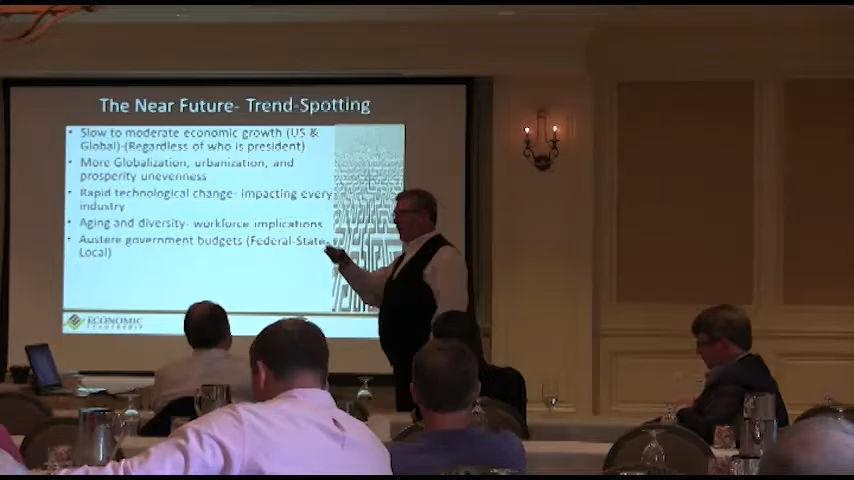 The Near Future- Trend-Spotting
• Slow to moderate economic growth (US &
Global)-(Regardless of who is president)
• More Globalization, urbanization, and
prosperity unevenness
• Rapid technological change- impacting every
industry
• Aging and diversity- workforce implications
• Austere government budgets (Federal-State-
Local)
ECONOMIC
LEADERSHIP